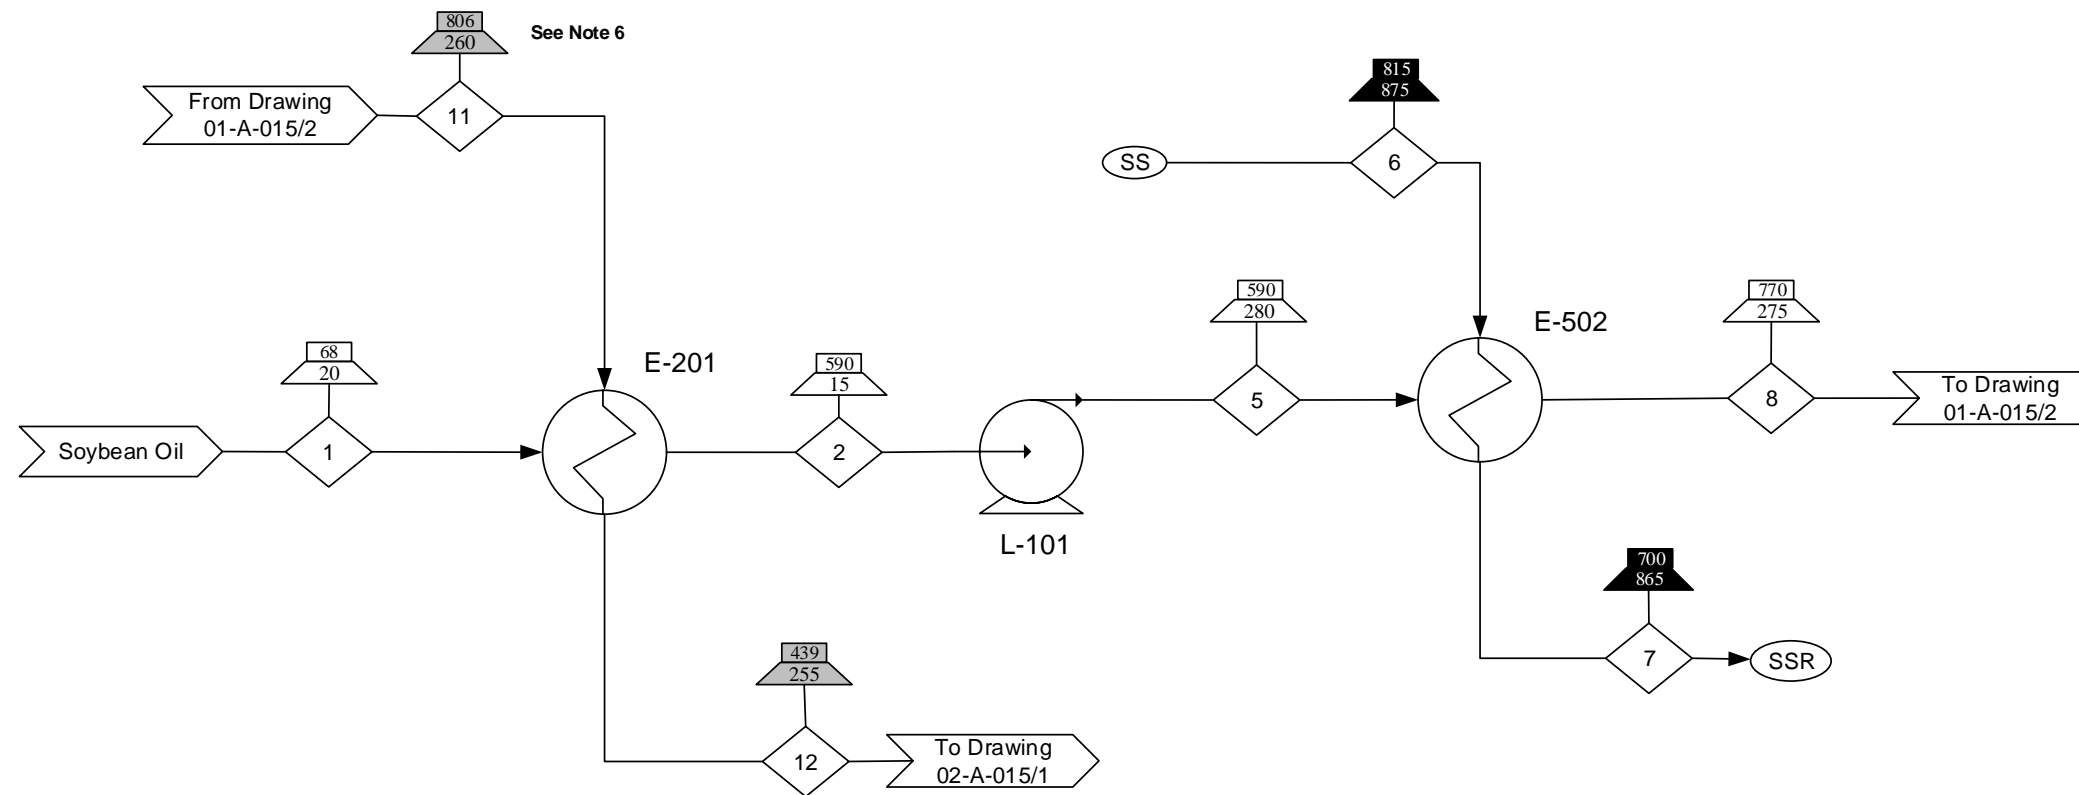 806
260
See Note 6
From Drawing
01-A-015/2
11
815
875
SS
6
68
20
Soybean Oil
1
E-201
590
15
2
L-101
590
280
5
E-502
770
275
8
To Drawing
01-A-015/2
700
865
7
SSR
439
255
12
To Drawing
02-A-015/1